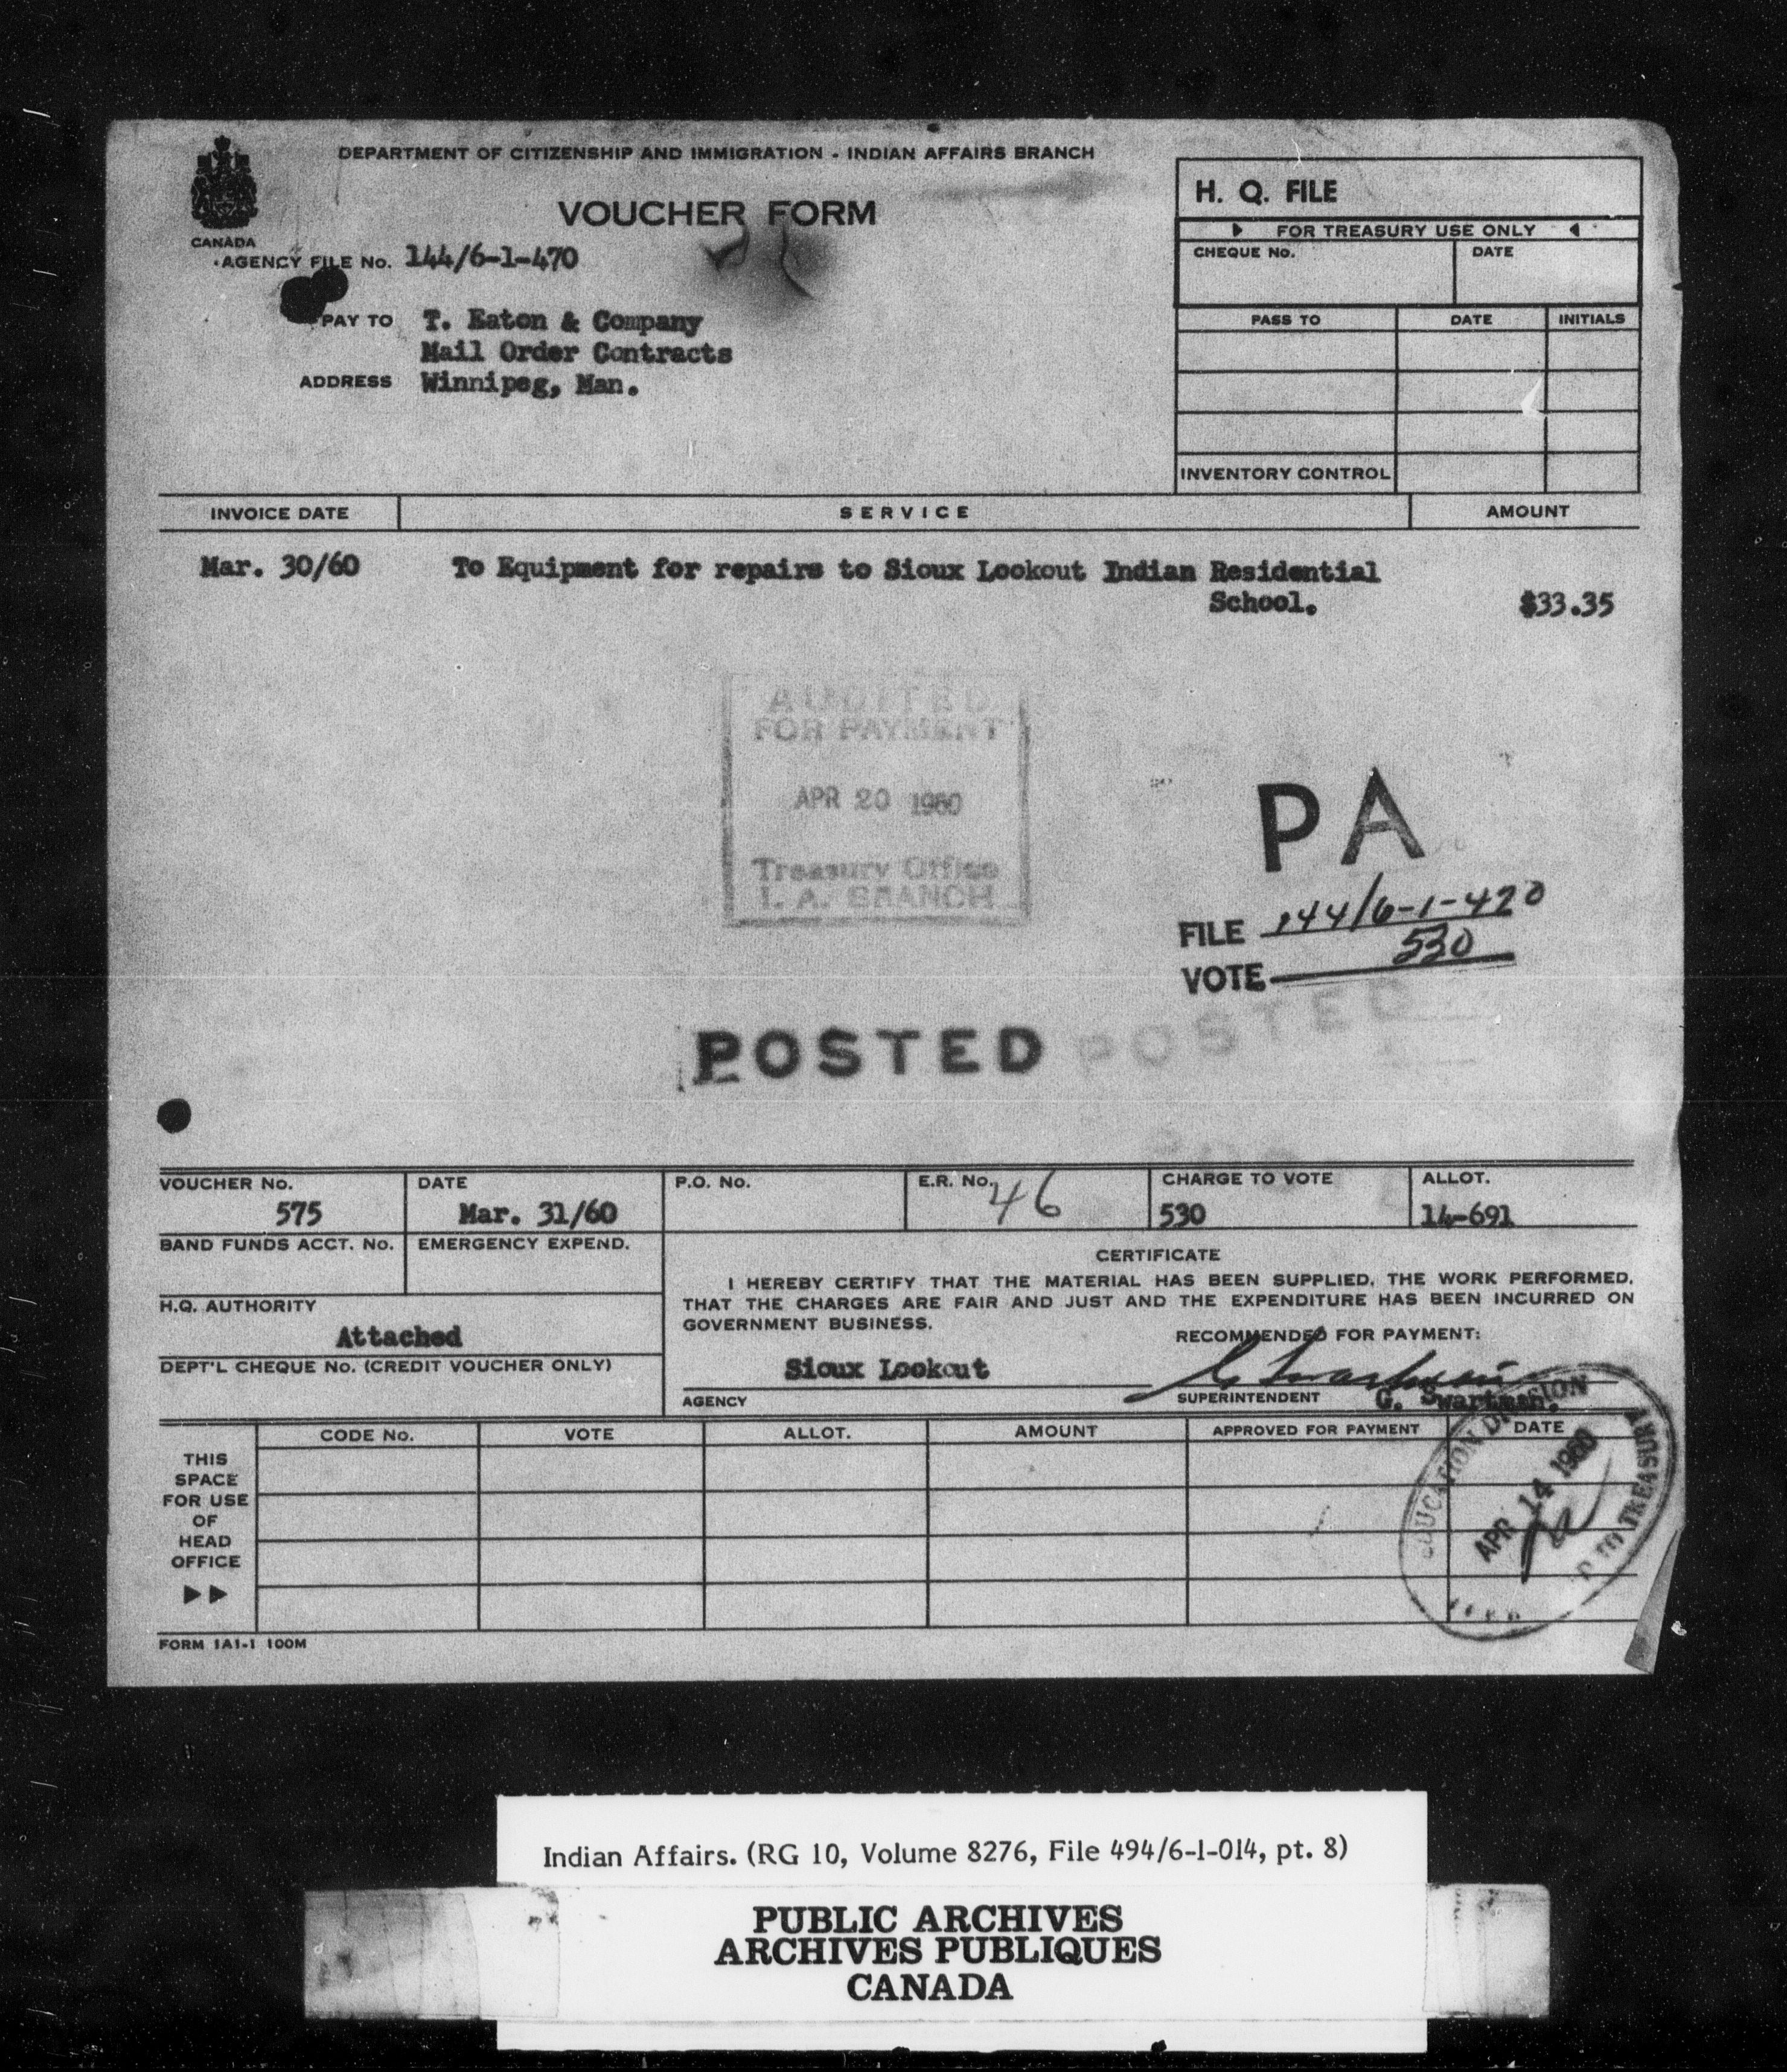 DEPARTMENT OF CITIZENSHIP AND IMMIGRATION - INDIAN AFFAIRS BRANCH
VOUCHER FORM
CANADA
AGENCY FILE No. 144/6-1-470
PAY TO T. Eaton & Company
Mail Order Contracts
ADDRESS Winnipeg, Man.
H. Q. FILE
FOR TREASURY USE ONLY
CHEQUE No. DATE
PASS TO DATE INITIALS
INVENTORY CONTROL
INVOICE DATE SERVICE AMOUNT
Mar. 30/60 To Equipment for repairs to Sioux Lookout Indian Residential
School. $33.35
AUDITED
FOR PAYMENT
APR 20 1960
Treasury Office
I. A. BRANCH
PA
FILE 144/6-1-420
VOTE 530
POSTED POSTED
VOUCHER No. DATE P.O. No. E.R. No. CHARGE TO VOTE ALLOT.
575 Mar. 31/60 46 530 14-691
BAND FUNDS ACCT. No. EMERGENCY EXPEND.
H.Q. AUTHORITY
Attached
DEPT'L CHEQUE No. (CREDIT VOUCHER ONLY)
CERTIFICATE
I HEREBY CERTIFY THAT THE MATERIAL HAS BEEN SUPPLIED, THE WORK PERFORMED,
THAT THE CHARGES ARE FAIR AND JUST AND THE EXPENDITURE HAS BEEN INCURRED ON
GOVERNMENT BUSINESS.
RECOMMENDED FOR PAYMENT:
Sioux Lookout G Swartman
AGENCY SUPERINTENDENT G. Swartman.
THIS
SPACE
FOR USE
OF
HEAD
OFFICE
CODE No. VOTE ALLOT. AMOUNT APPROVED FOR PAYMENT DATE
EDUCATION DIVISION
APR 14 1960
TO TREASURY
FORM 1A1-1 100M
Indian Affairs. (RG 10, Volume 8276, File 494/6-1-014, pt. 8)
PUBLIC ARCHIVES
ARCHIVES PUBLIQUES
CANADA